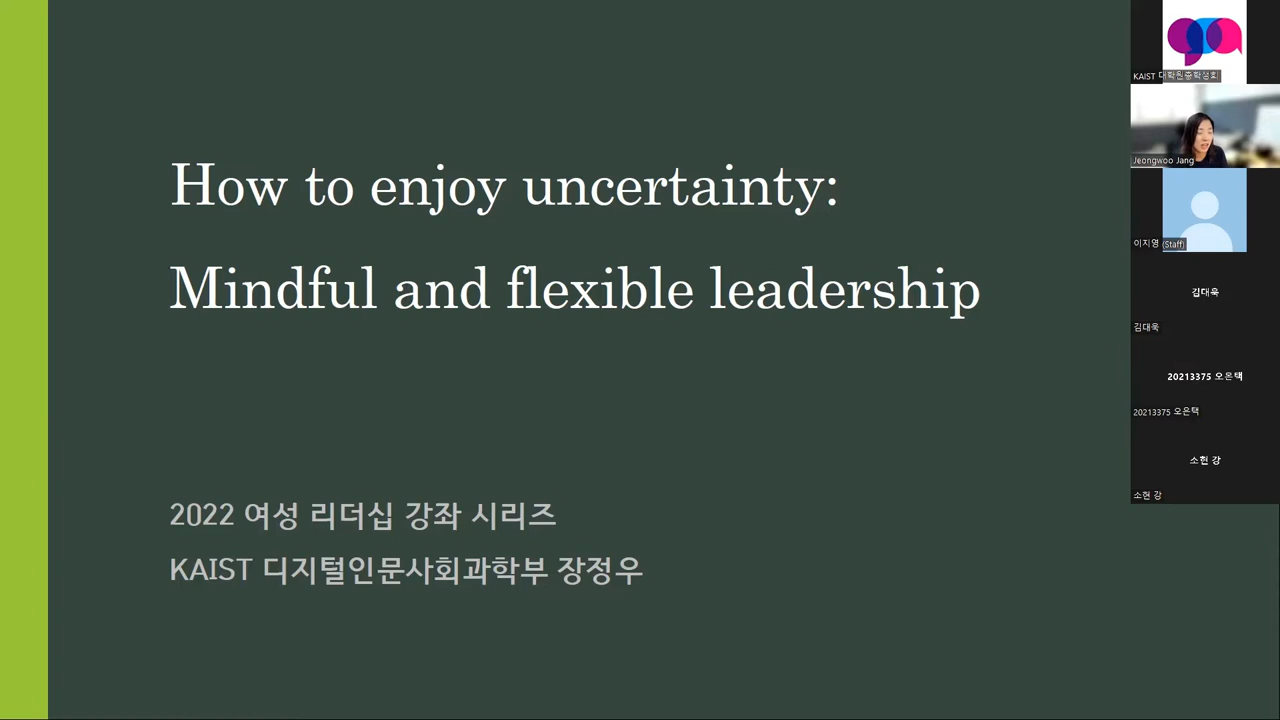 How to enjoy uncertainty:
Mindful and flexible leadership
2022 여성 리더십 강좌 시리즈
KAIST 디지털인문사회과학부 장정우
KAIST 대학원총학생회
Jeongwoo Jang
이지영 (Staff)
김대욱
김대욱
20213375 오은택
20213375 오은택
소현 강
소현 강